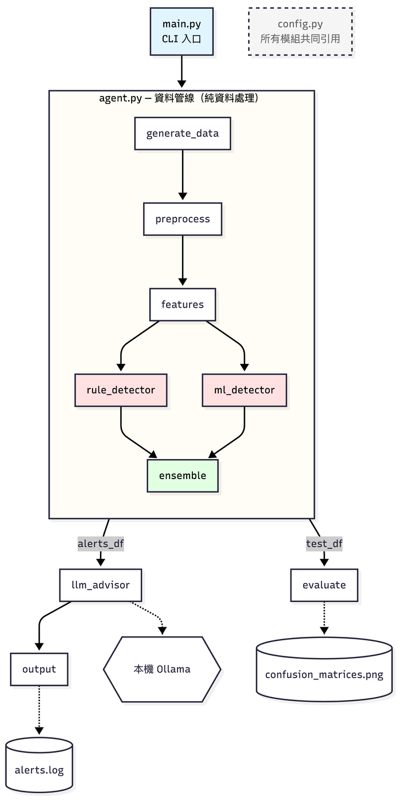 main.py
CLI 入口
config.py
所有模組共同引用
agent.py — 資料管線（純資料處理）
generate_data
preprocess
features
rule_detector
ml_detector
ensemble
alerts_df
test_df
llm_advisor
evaluate
output
本機 Ollama
confusion_matrices.png
alerts.log